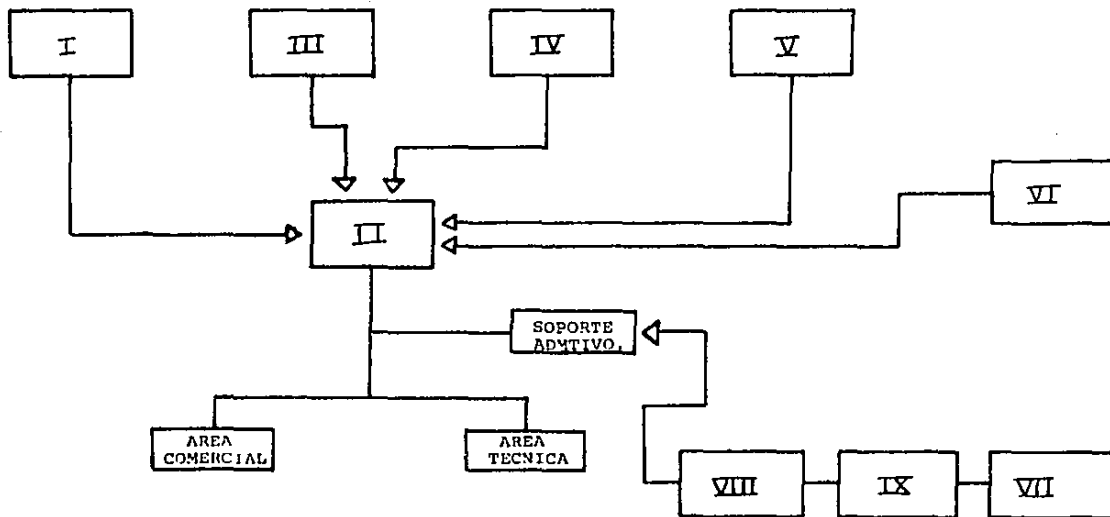 I
III
IV
V
VI
II
SOPORTE
ADMTIVO.
AREA
COMERCIAL
AREA
TECNICA
VIII
IX
VII